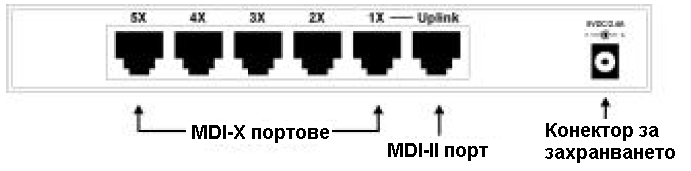 5X 4X 3X 2X 1X — Uplink
MDI-X портове
MDI-II порт
Конектор за
захранването